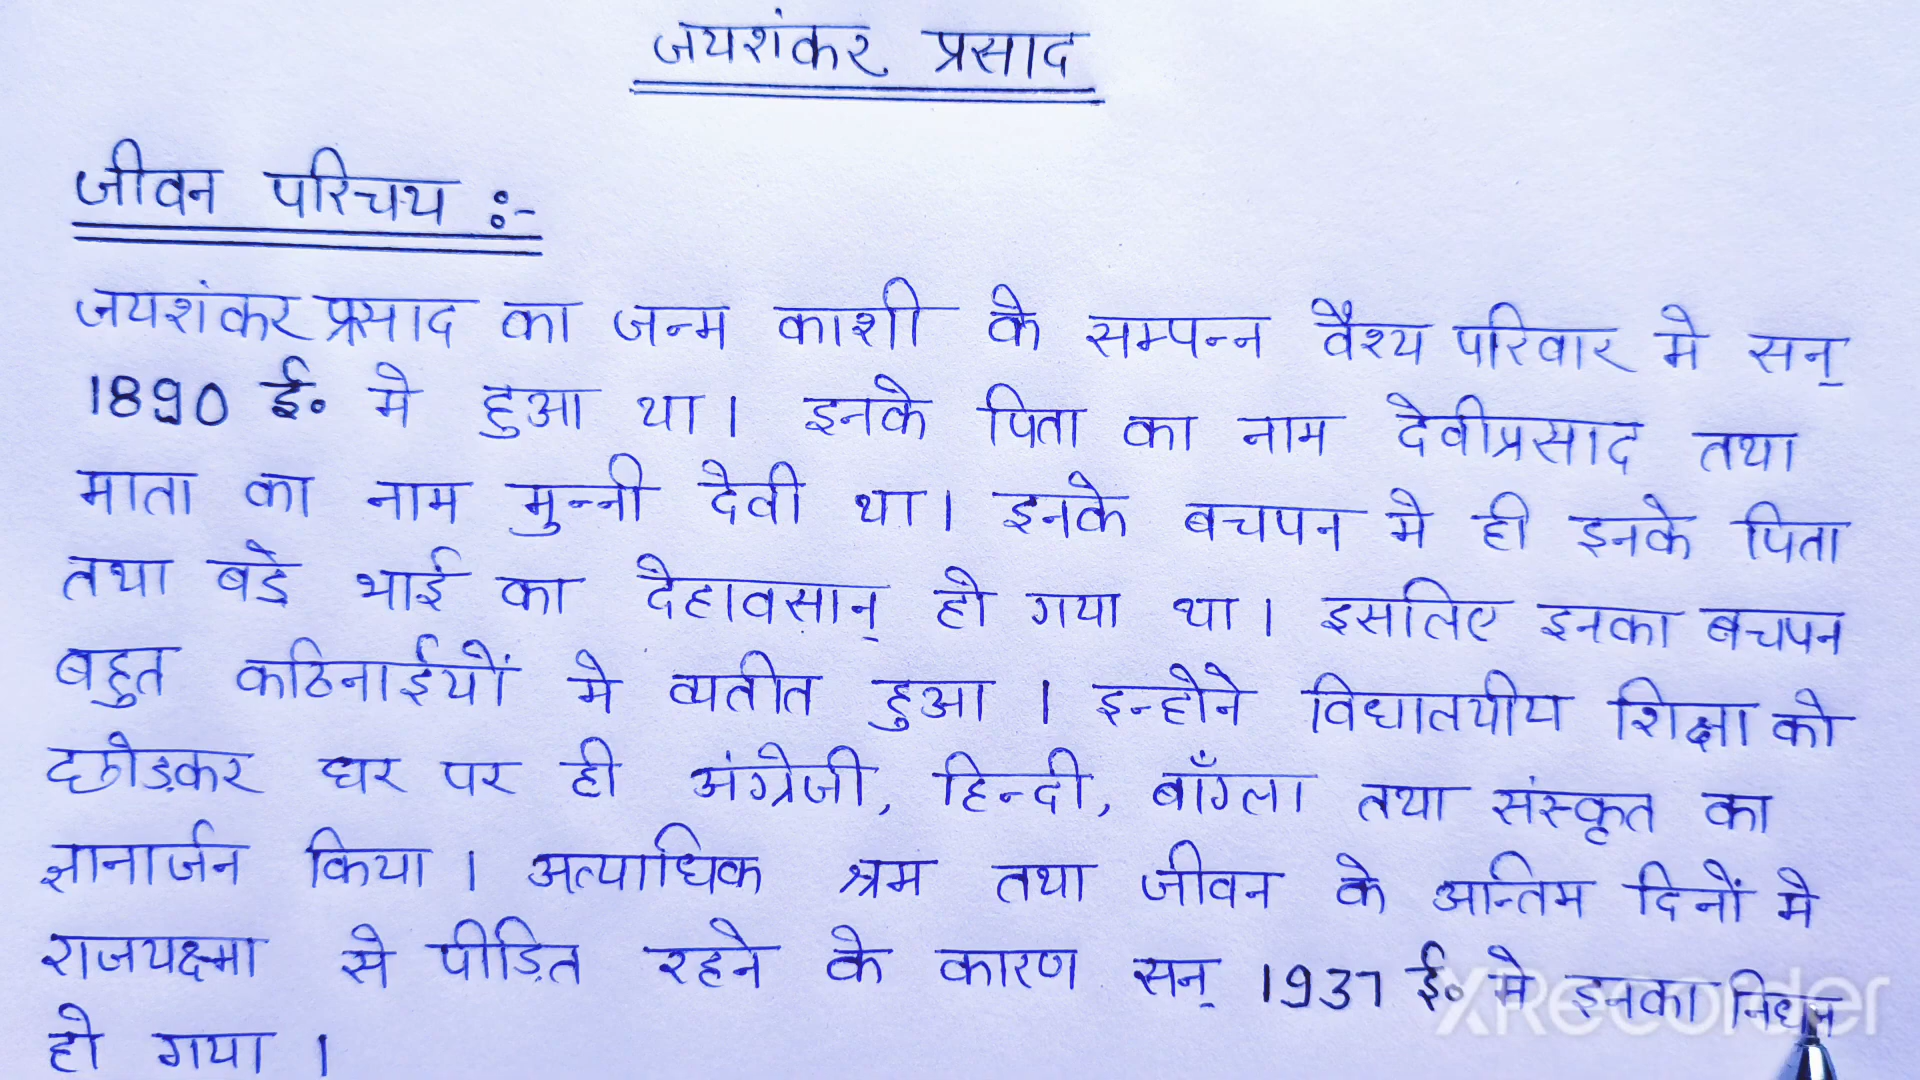 जयशंकर प्रसाद
जीवन परिचय :-
जयशंकर प्रसाद का जन्म काशी के सम्पन्न वैश्य परिवार मे सन्
1890 ई० मे हुआ था। इनके पिता का नाम देवीप्रसाद तथा
माता का नाम मुन्नी देवी था। इनके बचपन मे ही इनके पिता
तथा बडे़ भाई का देहावसान् हो गया था। इसलिए इनका बचपन
बहुत कठिनाईयों मे व्यतीत हुआ । इन्होने विधालयीय शिक्षा को
छोड़कर घर पर ही अंग्रेजी, हिन्दी, बाँग्ला तथा संस्कृत का
ज्ञानार्जन किया । अत्याधिक श्रम तथा जीवन के अन्तिम दिनों मे
राजयक्ष्मा से पीड़ित रहने के कारण सन् 1937 ई० मे इनका निधन
हो गया ।
XRecorder